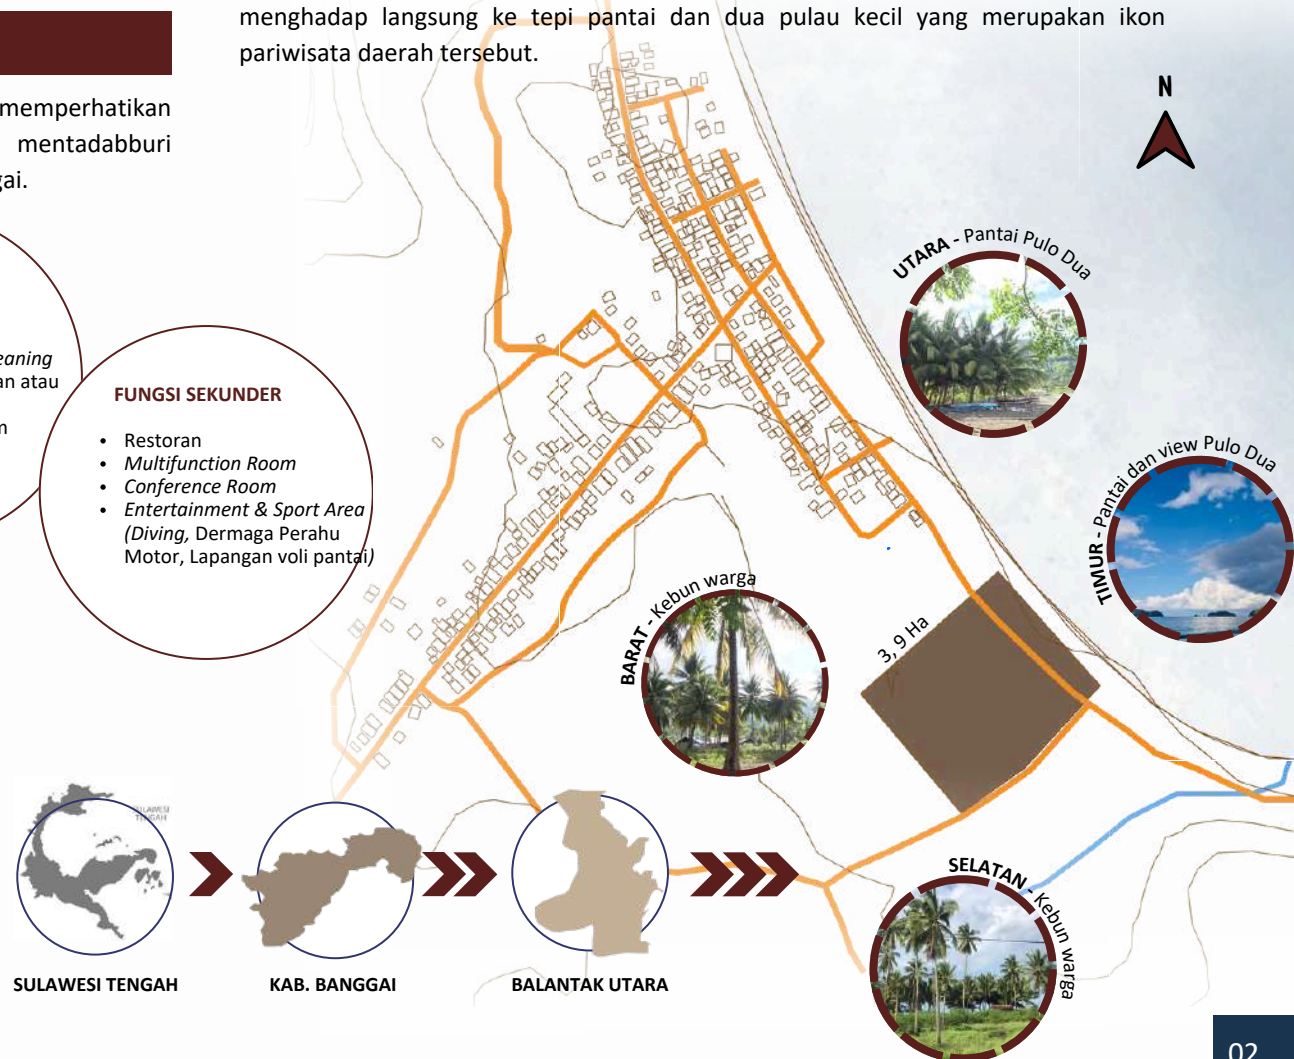 menghadap langsung ke tepi pantai dan dua pulau kecil yang merupakan ikon
pariwisata daerah tersebut.
memperhatikan
mentadabburi
gai.
eaning
an atau
n
FUNGSI SEKUNDER
• Restoran
• Multifunction Room
• Conference Room
• Entertainment & Sport Area
(Diving, Dermaga Perahu
Motor, Lapangan voli pantai)
N
UTARA - Pantai Pulo Dua
TIMUR - Pantai dan view Pulo Dua
BARAT - Kebun warga
3, 9 Ha
SELATAN - Kebun warga
SULAWESI
TENGAH
SULAWESI TENGAH
KAB. BANGGAI
BALANTAK UTARA
02